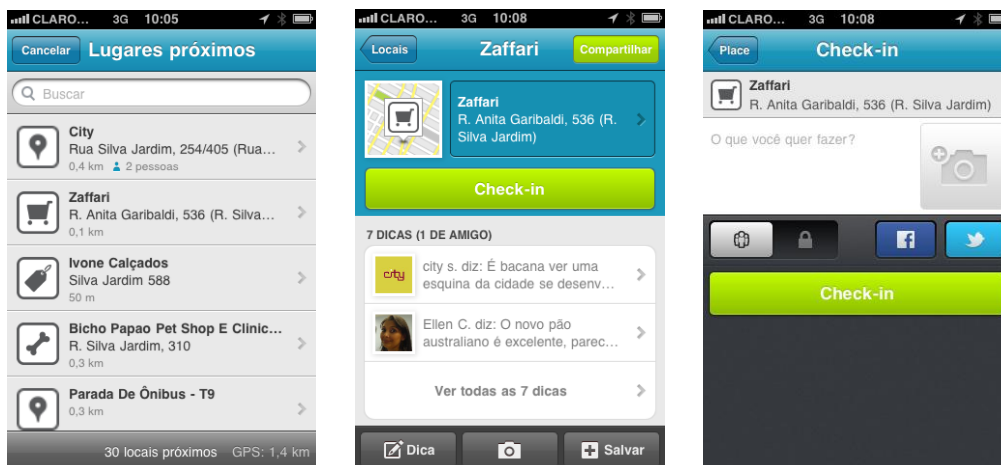 CLARO... 3G 10:05
Cancelar Lugares próximos
Buscar
City
Rua Silva Jardim, 254/405 (Rua...
0,4 km 2 pessoas
Zaffari
R. Anita Garibaldi, 536 (R. Silva...
0,1 km
Ivone Calçados
Silva Jardim 588
50 m
Bicho Papao Pet Shop E Clinic...
R. Silva Jardim, 310
0,3 km
Parada De Ônibus - T9
0,3 km
30 locais próximos GPS: 1,4 km
CLARO... 3G 10:08
Locais Zaffari Compartilhar
Zaffari
R. Anita Garibaldi, 536 (R.
Silva Jardim)
Check-in
7 DICAS (1 DE AMIGO)
city
city s. diz: É bacana ver uma
esquina da cidade se desenv...
Ellen C. diz: O novo pão
australiano é excelente, parec...
Ver todas as 7 dicas
Dica Salvar
CLARO... 3G 10:08
Place Check-in
Zaffari
R. Anita Garibaldi, 536 (R. Silva Jardim)
O que você quer fazer?
Check-in